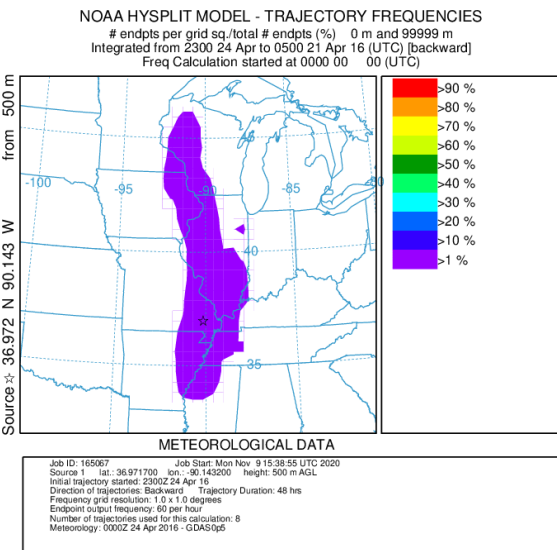 NOAA HYSPLIT MODEL - TRAJECTORY FREQUENCIES
# endpts per grid sq./total # endpts (%) 0 m and 99999 m
Integrated from 2300 24 Apr to 0500 21 Apr 16 (UTC) [backward]
Freq Calculation started at 0000 00 00 (UTC)
Source ☆ 36.972 N 90.143 W from 500 m
-100
-95
-90
-85
40
35
>90 %
>80 %
>70 %
>60 %
>50 %
>40 %
>30 %
>20 %
>10 %
>1 %
METEOROLOGICAL DATA
Job ID: 165067 Job Start: Mon Nov 9 15:38:55 UTC 2020
Source 1 lat.: 36.971700 lon.: -90.143200 height: 500 m AGL
Initial trajectory started: 2300Z 24 Apr 16
Direction of trajectories: Backward Trajectory Duration: 48 hrs
Frequency grid resolution: 1.0 x 1.0 degrees
Endpoint output frequency: 60 per hour
Number of trajectories used for this calculation: 8
Meteorology: 0000Z 24 Apr 2016 - GDAS0p5